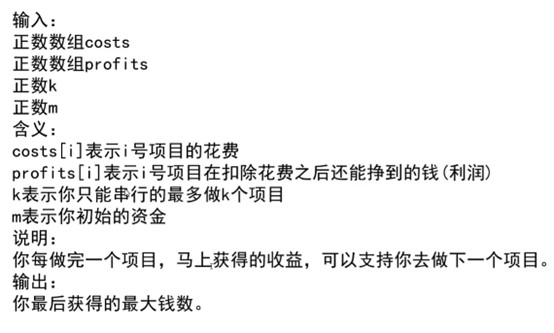 输入：
正数数组costs
正数数组profits
正数k
正数m
含义：
costs[i]表示i号项目的花费
profits[i]表示i号项目在扣除花费之后还能挣到的钱(利润)
k表示你只能串行的最多做k个项目
m表示你初始的资金
说明：
你每做完一个项目，马上获得的收益，可以支持你去做下一个项目。
输出：
你最后获得的最大钱数。